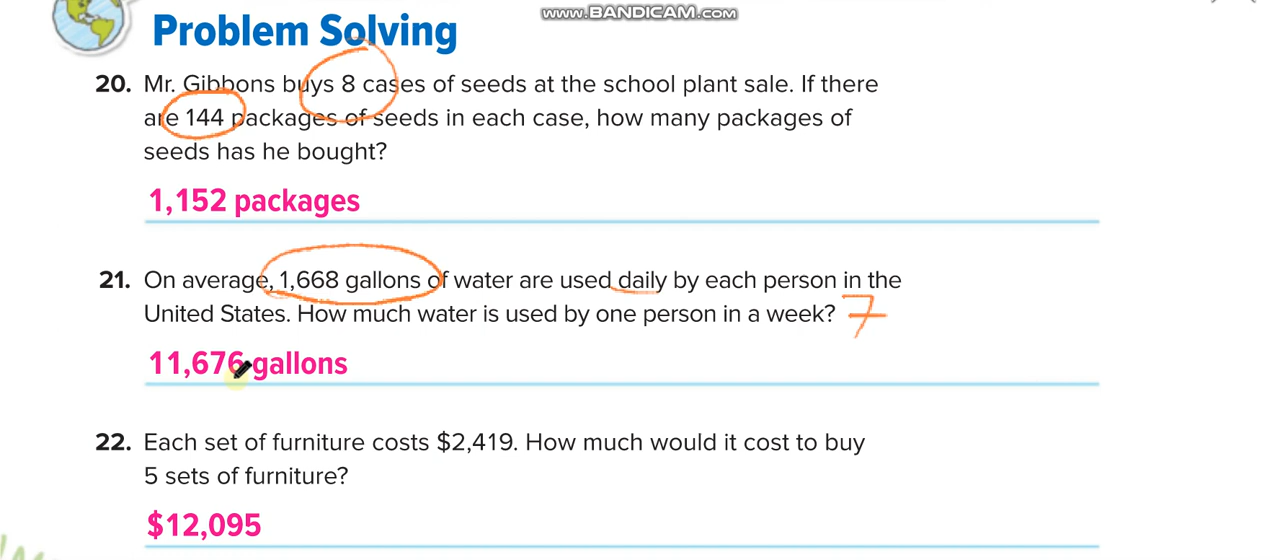 www.BANDICAM.com
Problem Solving
20. Mr. Gibbons buys 8 cases of seeds at the school plant sale. If there
are 144 packages of seeds in each case, how many packages of
seeds has he bought?
1,152 packages
21. On average, 1,668 gallons of water are used daily by each person in the
United States. How much water is used by one person in a week? 7
11,676 gallons
22. Each set of furniture costs $2,419. How much would it cost to buy
5 sets of furniture?
$12,095